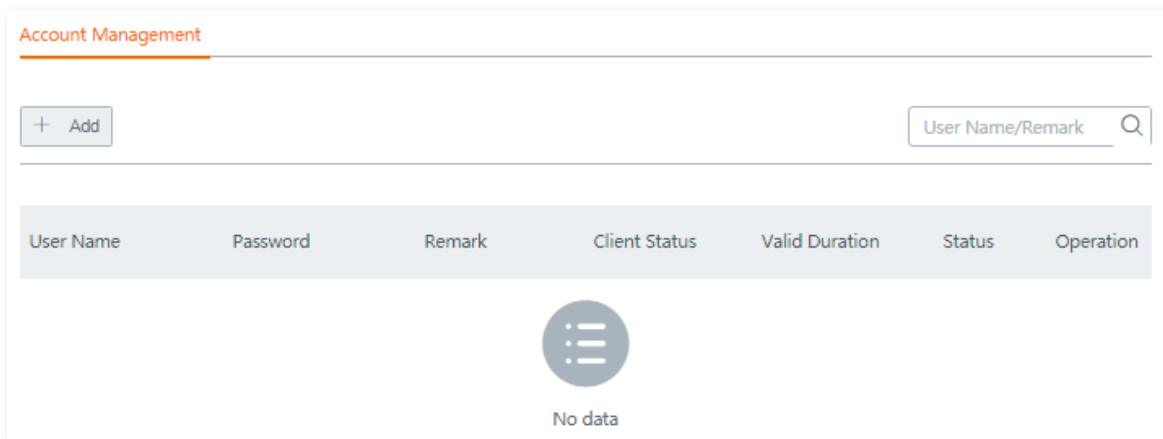 Account Management
+ Add
User Name/Remark
User Name Password Remark Client Status Valid Duration Status Operation
No data